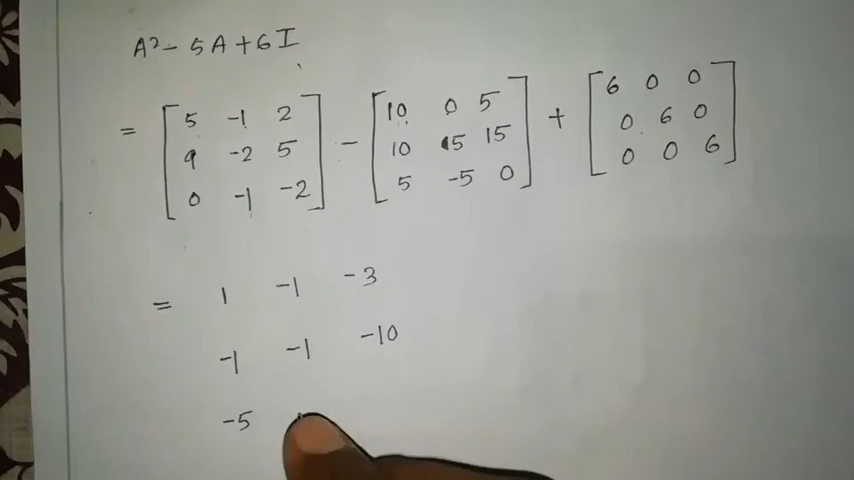 A² - 5A + 6I
= [ 5 -1 2 ] - [ 10 0 5 ] + [ 6 0 0 ]
[ 9 -2 5 ] [ 10 5 15 ] [ 0 6 0 ]
[ 0 -1 -2 ] [ 5 -5 0 ] [ 0 0 6 ]
= 1 -1 -3
-1 -1 -10
-5